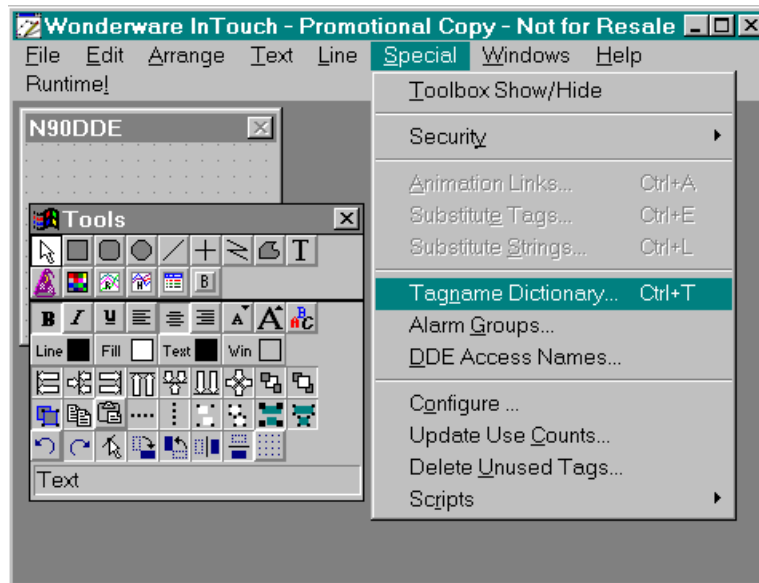 Wonderware InTouch - Promotional Copy - Not for Resale
File Edit Arrange Text Line Special Windows Help
Runtime!
N90DDE
Tools
T
B
B I U A A ABC
Line Fill Text Win
Text
Toolbox Show/Hide
Security
Animation Links... Ctrl+A
Substitute Tags... Ctrl+E
Substitute Strings... Ctrl+L
Tagname Dictionary... Ctrl+T
Alarm Groups...
DDE Access Names...
Configure ...
Update Use Counts...
Delete Unused Tags...
Scripts